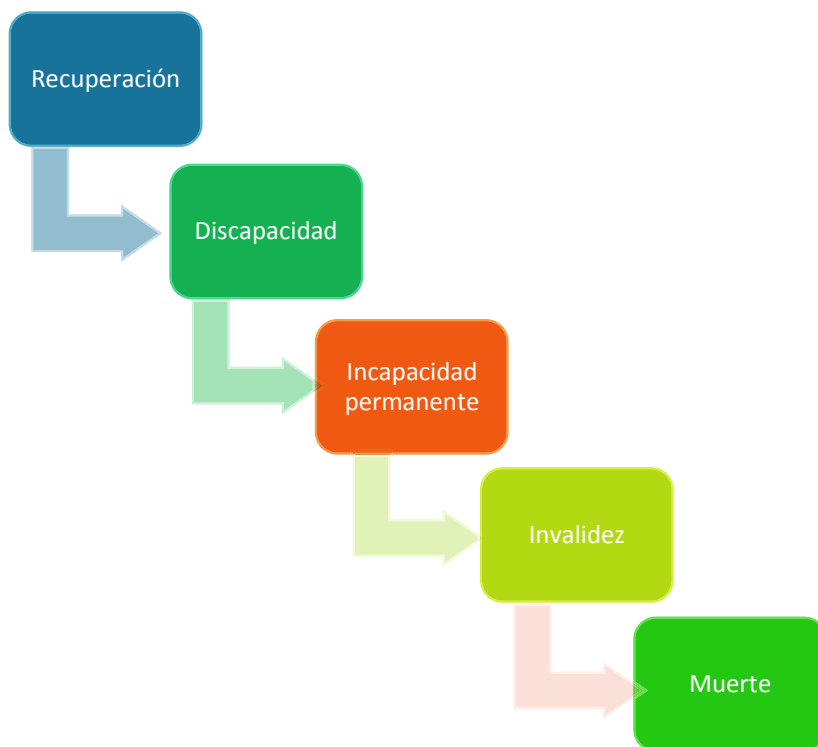 Recuperación
Discapacidad
Incapacidad
permanente
Invalidez
Muerte